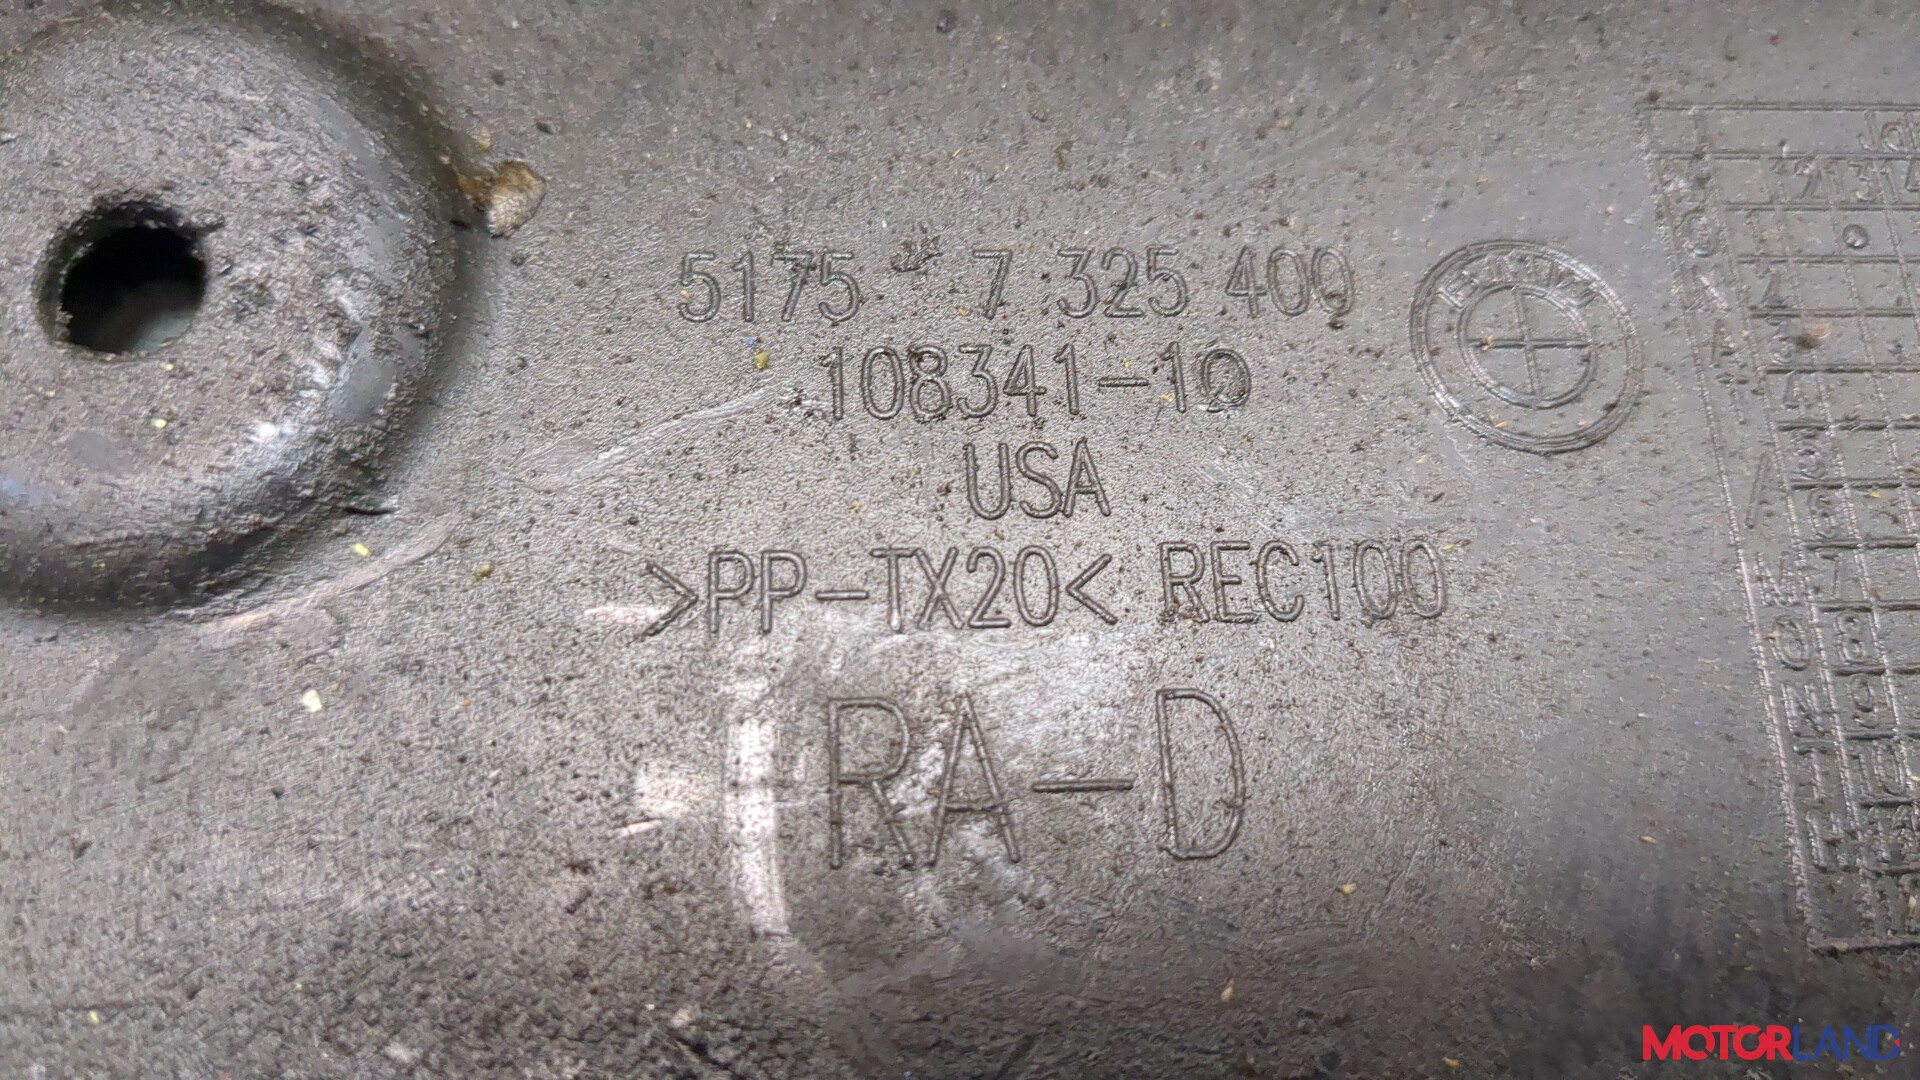 5175 7 325 400
108341-10
USA
>PP-TX20< REC100
RA-D
MOTORLAND